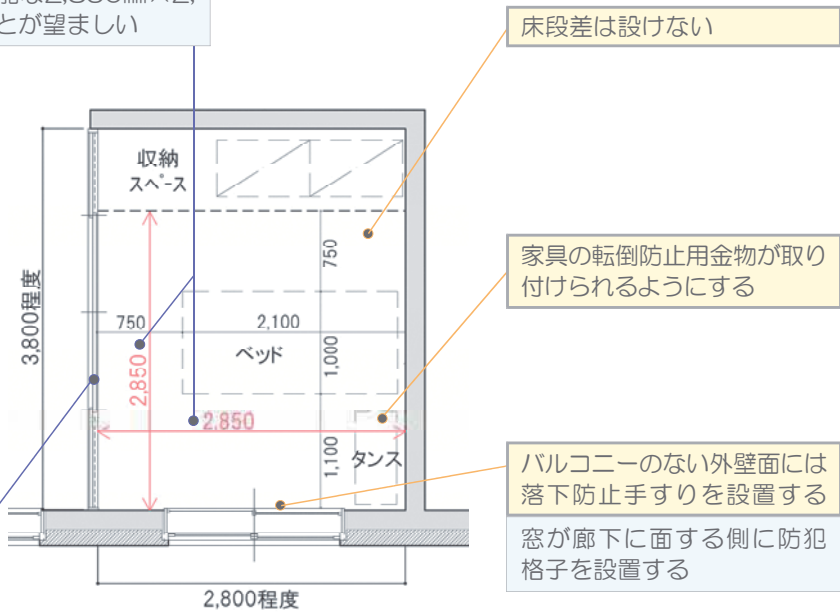 とが望ましい
床段差は設けない
収納
スペース
750
家具の転倒防止用金物が取り
付けられるようにする
3,800程度
750
2,100
ベッド
1,000
2,850
2,850
1,100
タンス
バルコニーのない外壁面には
落下防止手すりを設置する
窓が廊下に面する側に防犯
格子を設置する
2,800程度